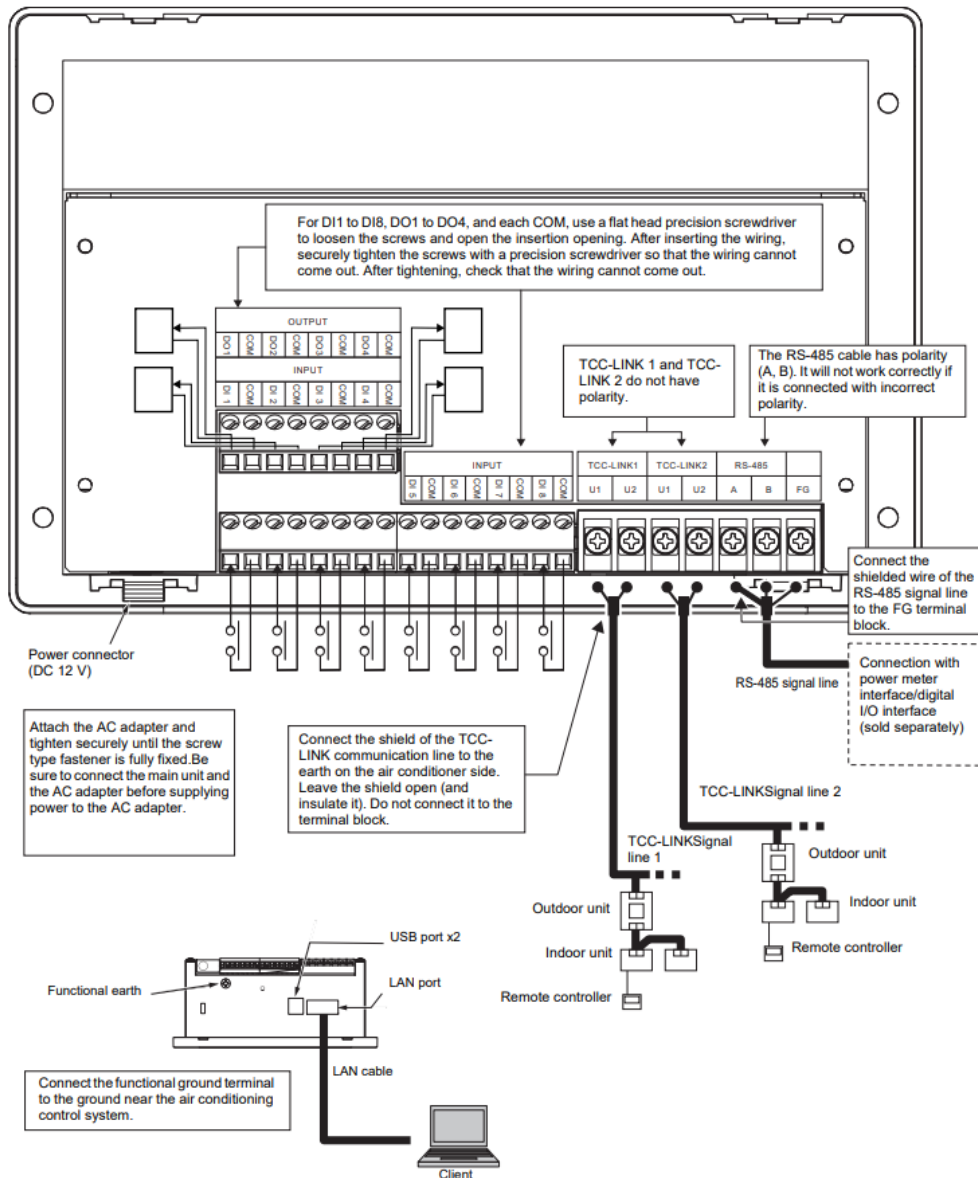 For DI1 to DI8, DO1 to DO4, and each COM, use a flat head precision screwdriver
to loosen the screws and open the insertion opening. After inserting the wiring,
securely tighten the screws with a precision screwdriver so that the wiring cannot
come out. After tightening, check that the wiring cannot come out.
OUTPUT
DO1 COM DO2 COM DO3 COM DO4 COM
INPUT
DI 1 COM DI 2 COM DI 3 COM DI 4 COM
TCC-LINK 1 and TCC-
LINK 2 do not have
polarity.
The RS-485 cable has polarity
(A, B). It will not work correctly if
it is connected with incorrect
polarity.
INPUT
DI 5 COM DI 6 COM DI 7 COM DI 8 COM
TCC-LINK1 TCC-LINK2 RS-485
U1 U2 U1 U2 A B FG
Connect the
shielded wire of the
RS-485 signal line
to the FG terminal
block.
Power connector
(DC 12 V)
RS-485 signal line
Connection with
power meter
interface/digital
I/O interface
(sold separately)
Attach the AC adapter and
tighten securely until the screw
type fastener is fully fixed.Be
sure to connect the main unit and
the AC adapter before supplying
power to the AC adapter.
Connect the shield of the TCC-
LINK communication line to the
earth on the air conditioner side.
Leave the shield open (and
insulate it). Do not connect it to the
terminal block.
TCC-LINKSignal line 2
TCC-LINKSignal
line 1
Outdoor unit
Indoor unit
Remote controller
Outdoor unit
Indoor unit
Remote controller
USB port x2
Functional earth
LAN port
LAN cable
Connect the functional ground terminal
to the ground near the air conditioning
control system.
Client